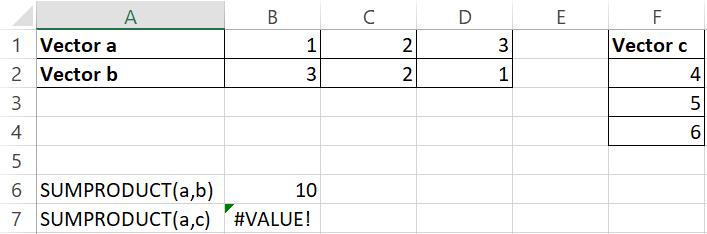 A B C D E F
1 Vector a 1 2 3 Vector c
2 Vector b 3 2 1 4
3 5
4 6
5
6 SUMPRODUCT(a,b) 10
7 SUMPRODUCT(a,c) #VALUE!